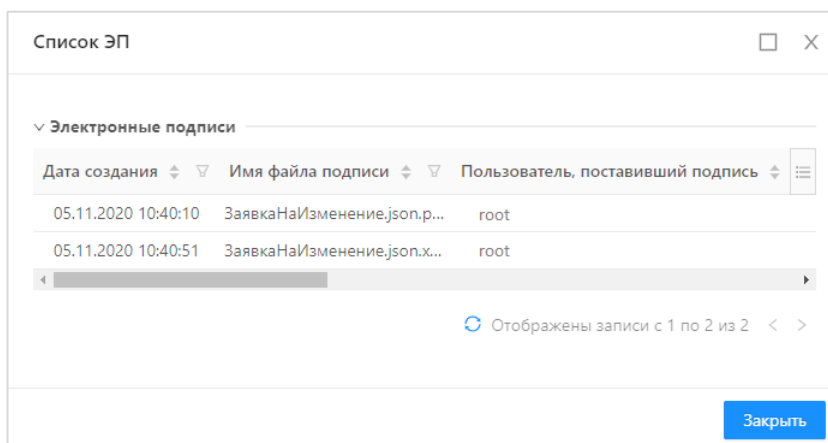 Список ЭП
Электронные подписи
Дата создания Имя файла подписи Пользователь, поставивший подпись
05.11.2020 10:40:10 ЗаявкаНаИзменение.json.p... root
05.11.2020 10:40:51 ЗаявкаНаИзменение.json.x... root
Отображены записи с 1 по 2 из 2
Закрыть